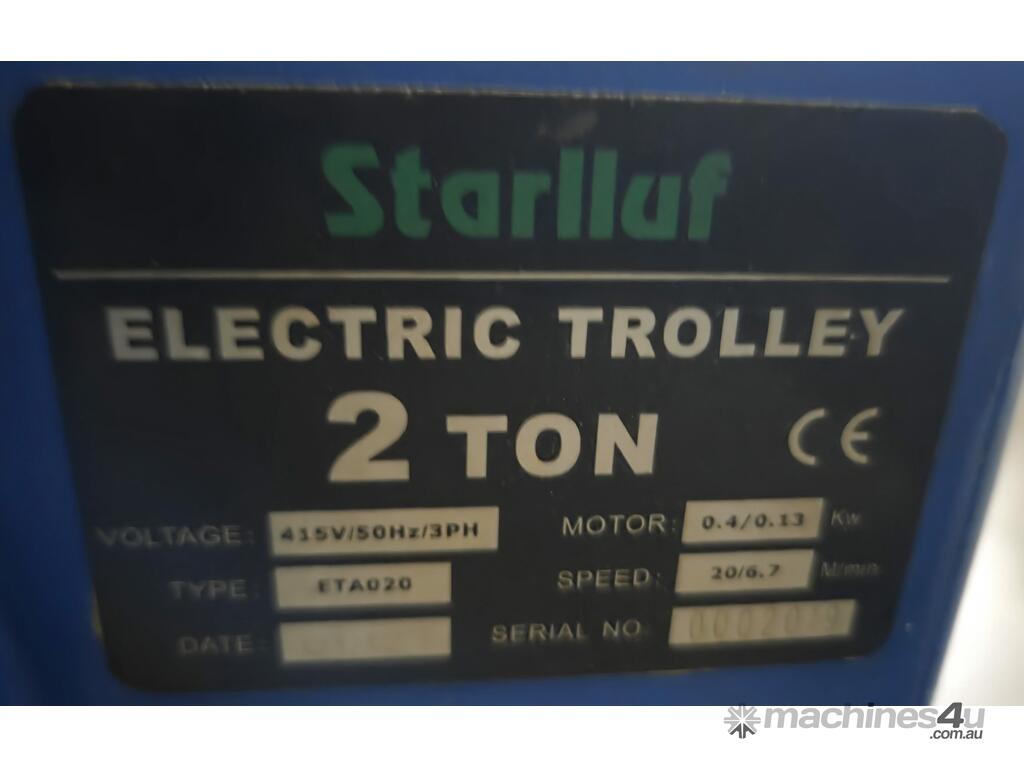 Starlluf
ELECTRIC TROLLEY
2 TON
CE
VOLTAGE: 415V/50Hz/3PH MOTOR: 0.4/0.13 Kw
TYPE: ETA020 SPEED: 20/6.7 M/min
DATE: SERIAL NO. 0002019
machines4u
.com.au